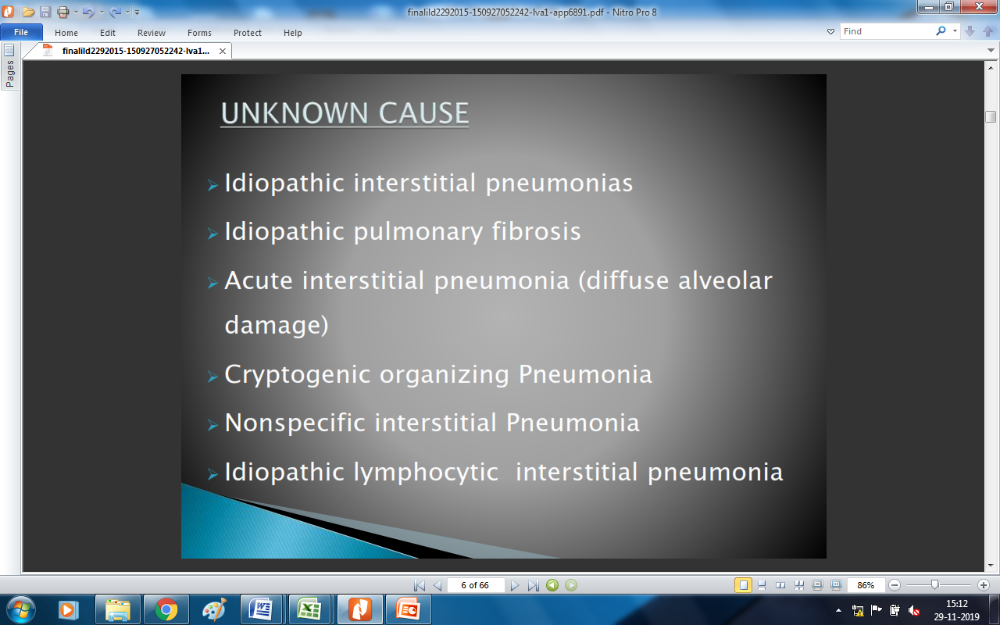 finalild2292015-150927052242-lva1-app6891.pdf - Nitro Pro 8
File Home Edit Review Forms Protect Help Find
finalild2292015-150927052242-lva1...
Pages
UNKNOWN CAUSE
Idiopathic interstitial pneumonias
Idiopathic pulmonary fibrosis
Acute interstitial pneumonia (diffuse alveolar
damage)
Cryptogenic organizing Pneumonia
Nonspecific interstitial Pneumonia
Idiopathic lymphocytic interstitial pneumonia
6 of 66 86%
15:12
29-11-2019